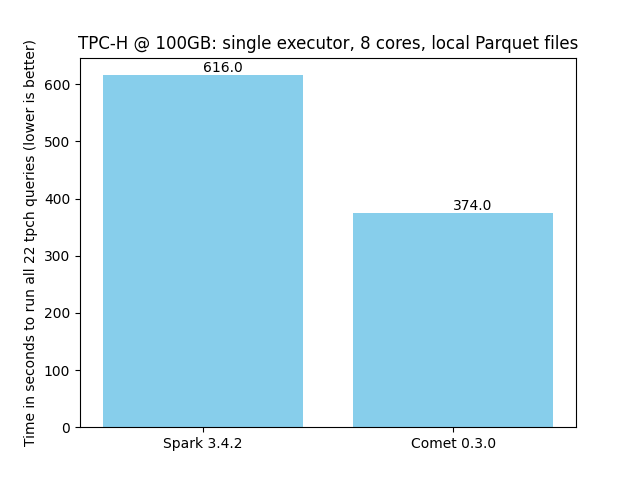 TPC-H @ 100GB: single executor, 8 cores, local Parquet files
Time in seconds to run all 22 tpch queries (lower is better)
600
500
400
300
200
100
0
616.0
374.0
Spark 3.4.2
Comet 0.3.0